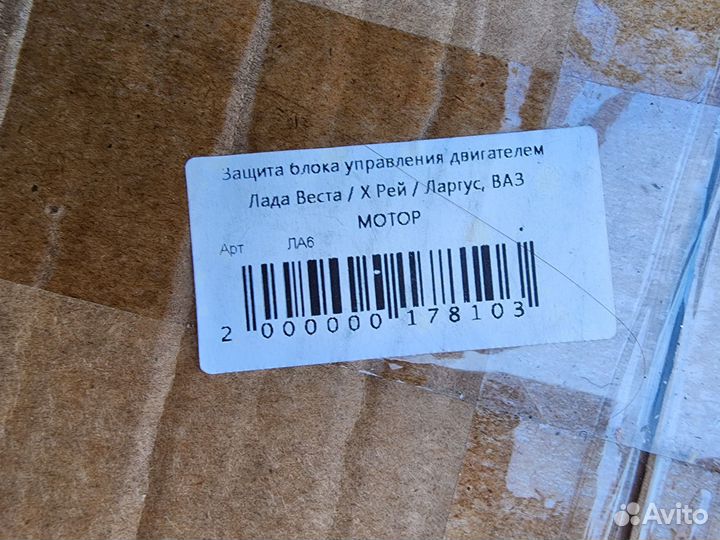 Защита блока управления двигателем
Лада Веста / Х Рей / Ларгус, ВАЗ
МОТОР
Арт ЛА6
2 000000 178103
Avito